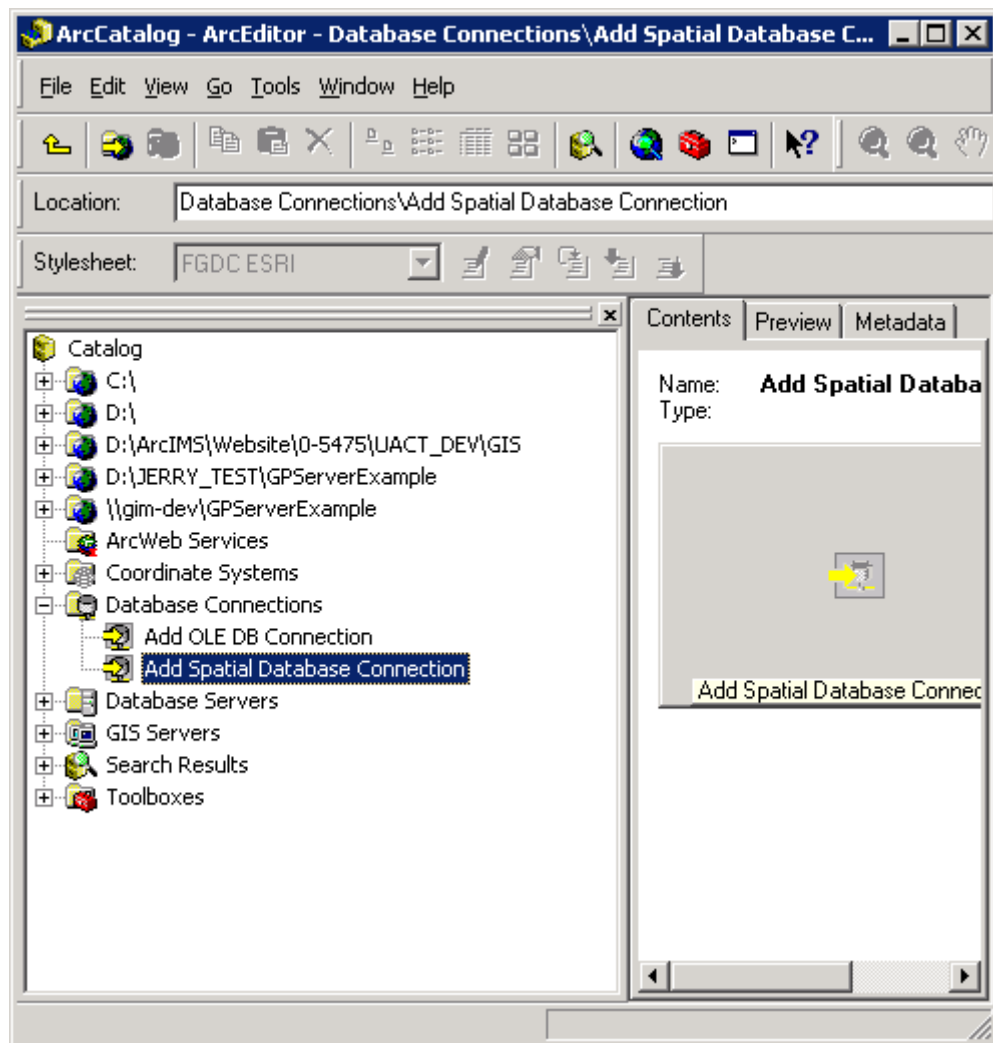 ArcCatalog - ArcEditor - Database Connections\Add Spatial Database C...
File Edit View Go Tools Window Help
Location: Database Connections\Add Spatial Database Connection
Stylesheet: FGDC ESRI
Contents Preview Metadata
Catalog
C:\
D:\
D:\ArcIMS\Website\0-5475\UACT_DEV\GIS
D:\JERRY_TEST\GPServerExample
\\gim-dev\GPServerExample
ArcWeb Services
Coordinate Systems
Database Connections
Add OLE DB Connection
Add Spatial Database Connection
Database Servers
GIS Servers
Search Results
Toolboxes
Name: Add Spatial Databa
Type:
Add Spatial Database Connec